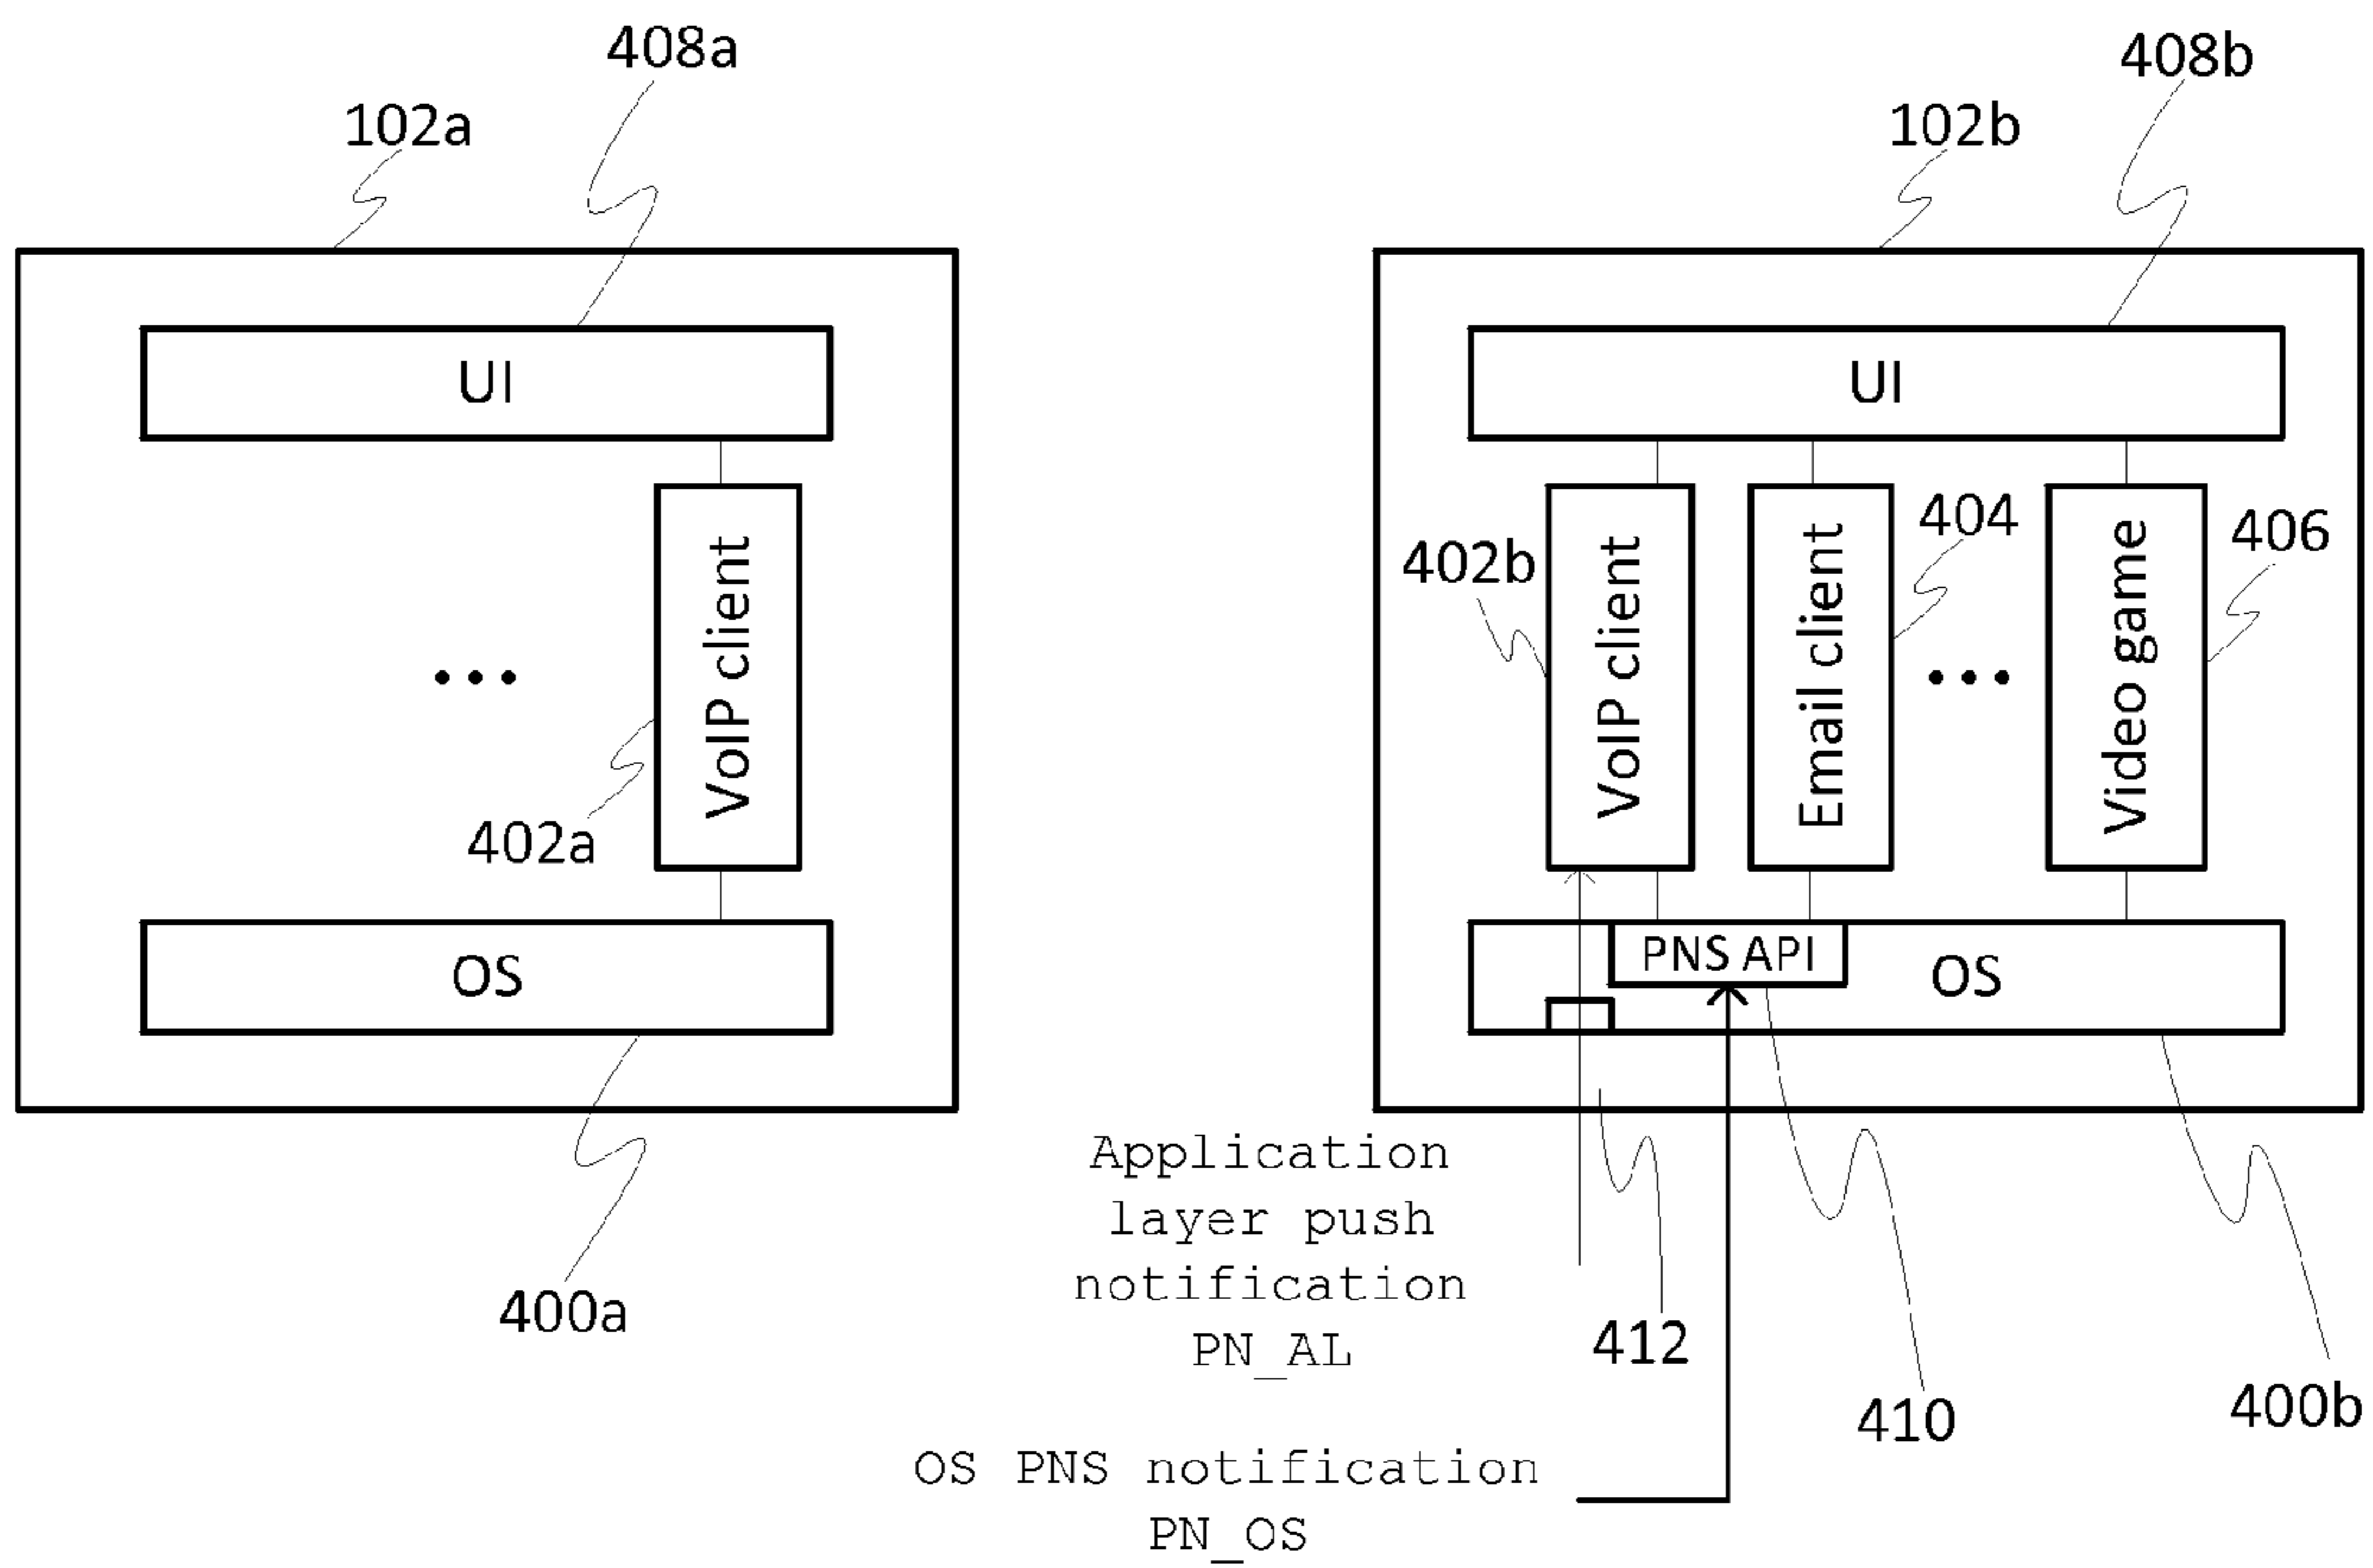 408a
408b
102a
102b
UI
UI
VoIP client
402a
402b
VoIP client
Email client
404
Video game
406
...
...
OS
PNS API
OS
Application
layer push
notification
PN_AL
400a
412
410
400b
OS PNS notification
PN_OS